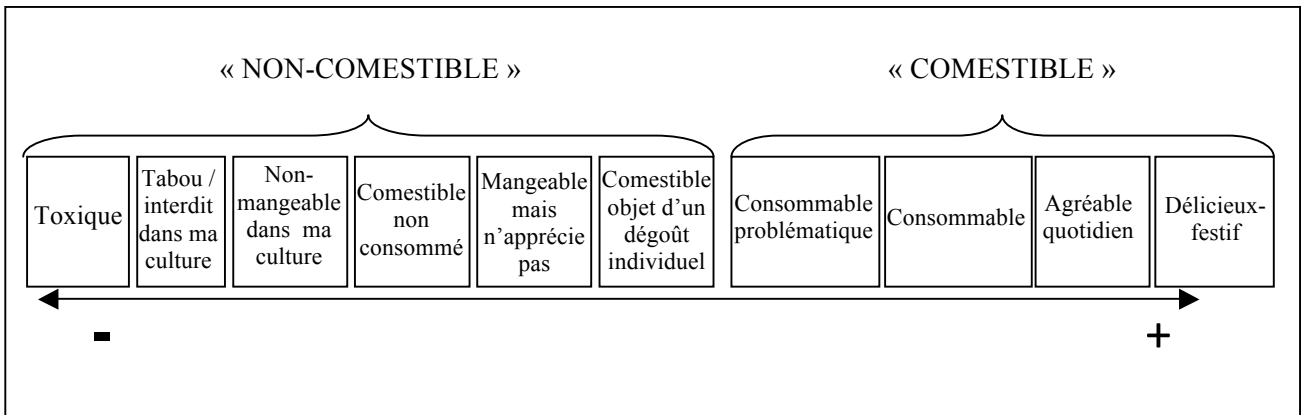 « NON-COMESTIBLE »
« COMESTIBLE »
Toxique
Tabou /
interdit
dans ma
culture
Non-
mangeable
dans ma
culture
Comestible
non
consommé
Mangeable
mais
n’apprécie
pas
Comestible
objet d’un
dégoût
individuel
Consommable
problématique
Consommable
Agréable
quotidien
Délicieux-
festif
-
+